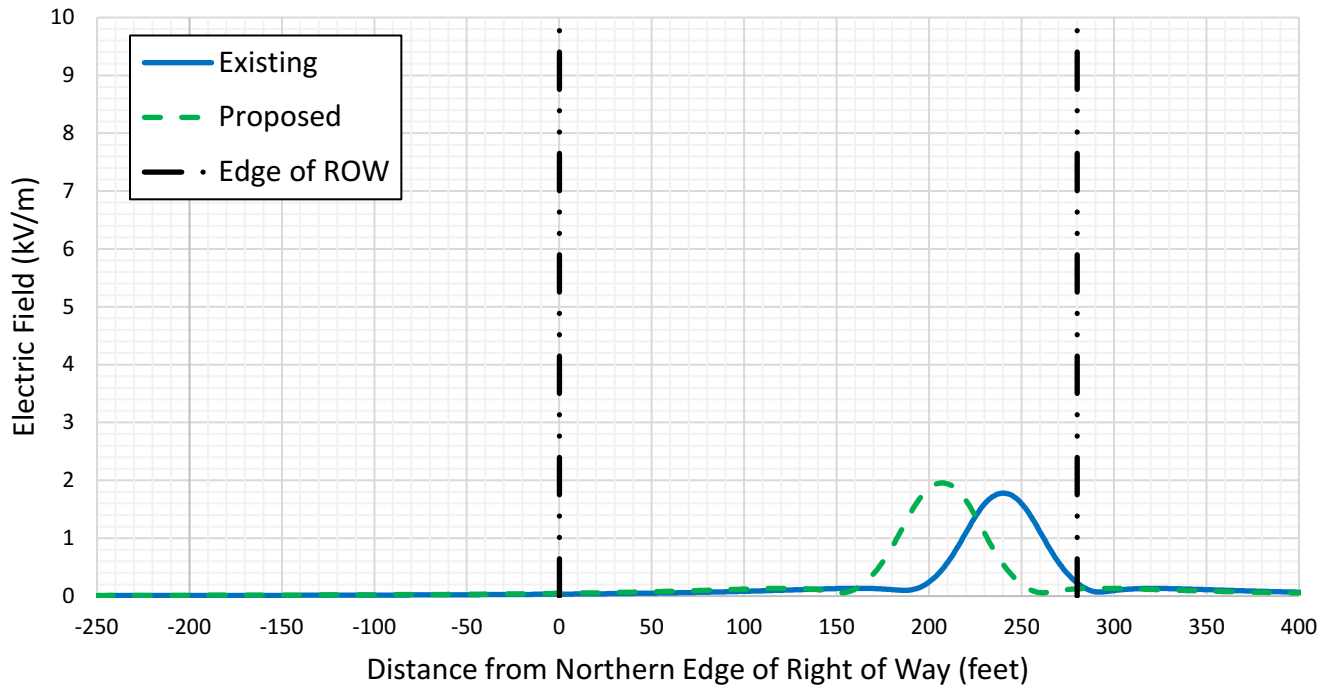 10
9
8
7
6
5
4
3
2
1
0
Electric Field (kV/m)
Existing
Proposed
Edge of ROW
-250 -200 -150 -100 -50 0 50 100 150 200 250 300 350 400
Distance from Northern Edge of Right of Way (feet)